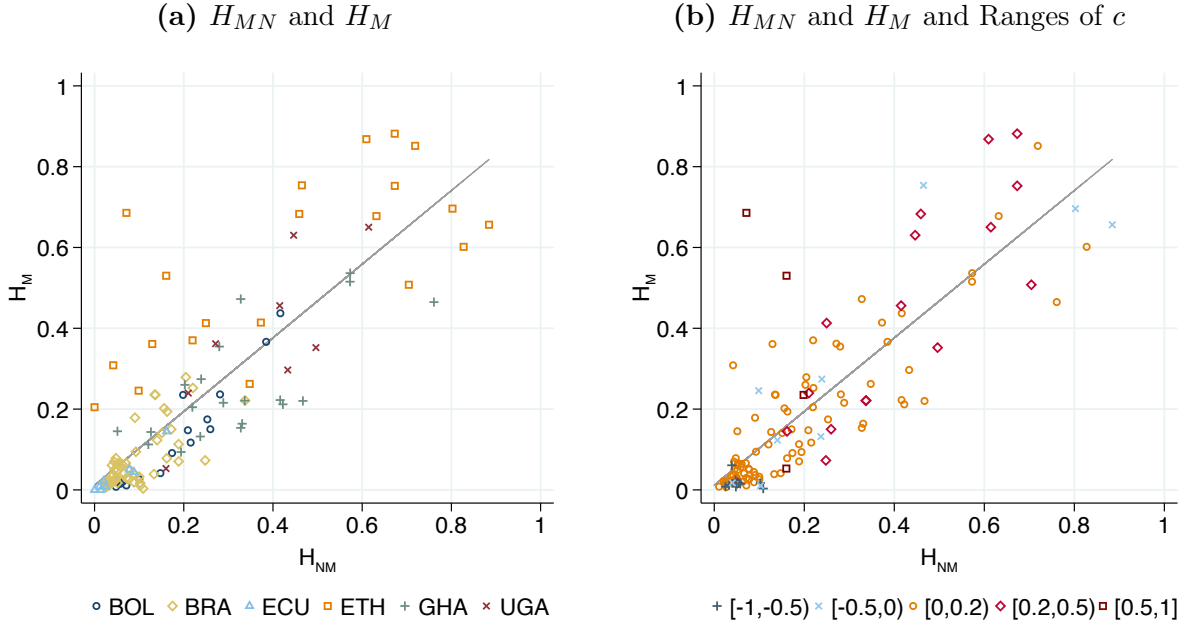 (a) H_MN and H_M
1
0.8
0.6
0.4
0.2
0
H_M
0 0.2 0.4 0.6 0.8 1
H_NM
BOL BRA ECU ETH GHA UGA
(b) H_MN and H_M and Ranges of c
1
0.8
0.6
0.4
0.2
0
H_M
0 0.2 0.4 0.6 0.8 1
H_NM
[-1,-0.5) [-0.5,0) [0,0.2) [0.2,0.5) [0.5,1]